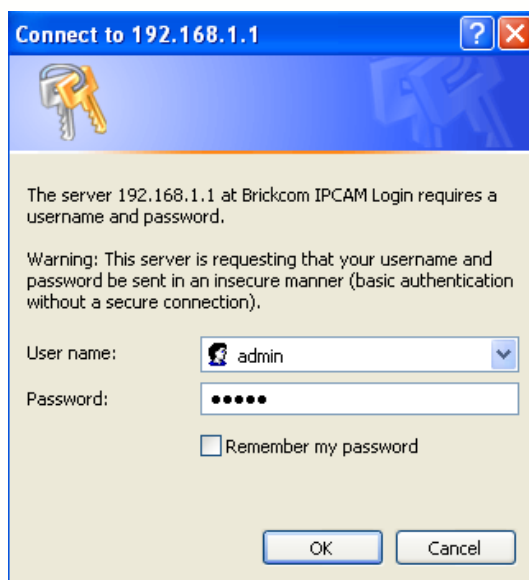 Connect to 192.168.1.1
The server 192.168.1.1 at Brickcom IPCAM Login requires a
username and password.
Warning: This server is requesting that your username and
password be sent in an insecure manner (basic authentication
without a secure connection).
User name:
admin
Password:
●●●●●
Remember my password
OK
Cancel